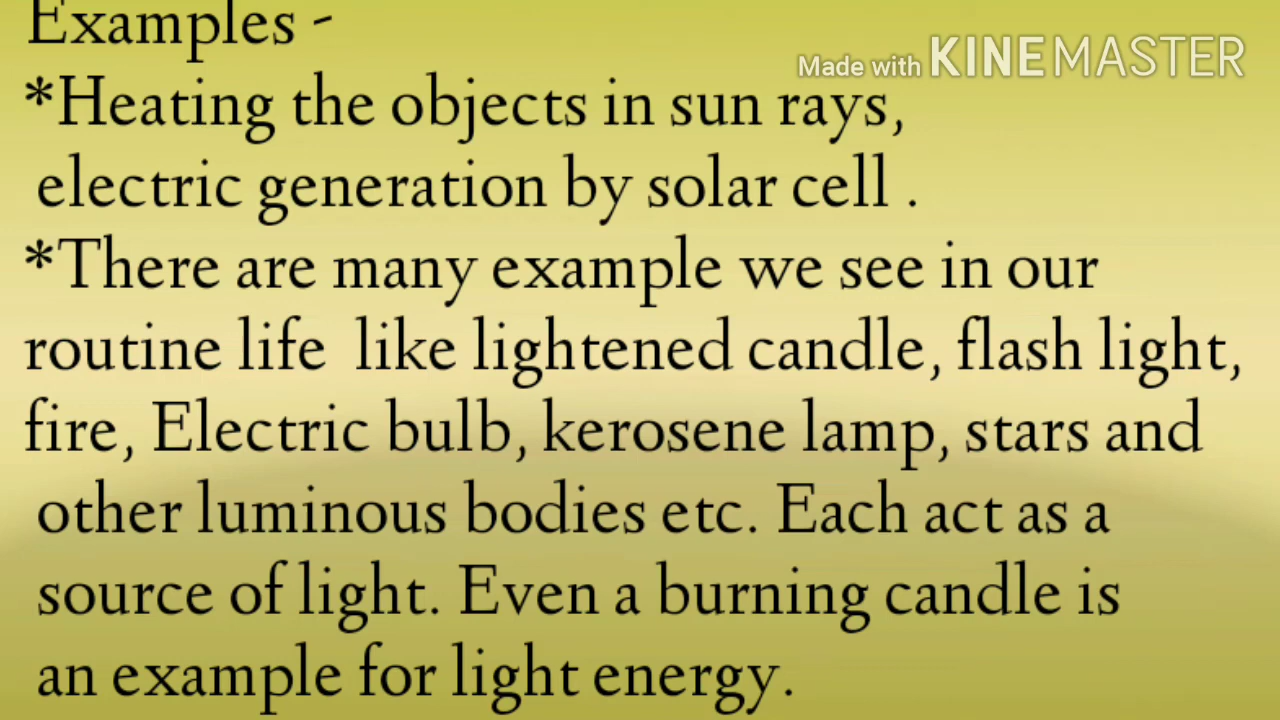 Examples -
Made with KINEMASTER
*Heating the objects in sun rays,
electric generation by solar cell .
*There are many example we see in our
routine life like lightened candle, flash light,
fire, Electric bulb, kerosene lamp, stars and
other luminous bodies etc. Each act as a
source of light. Even a burning candle is
an example for light energy.